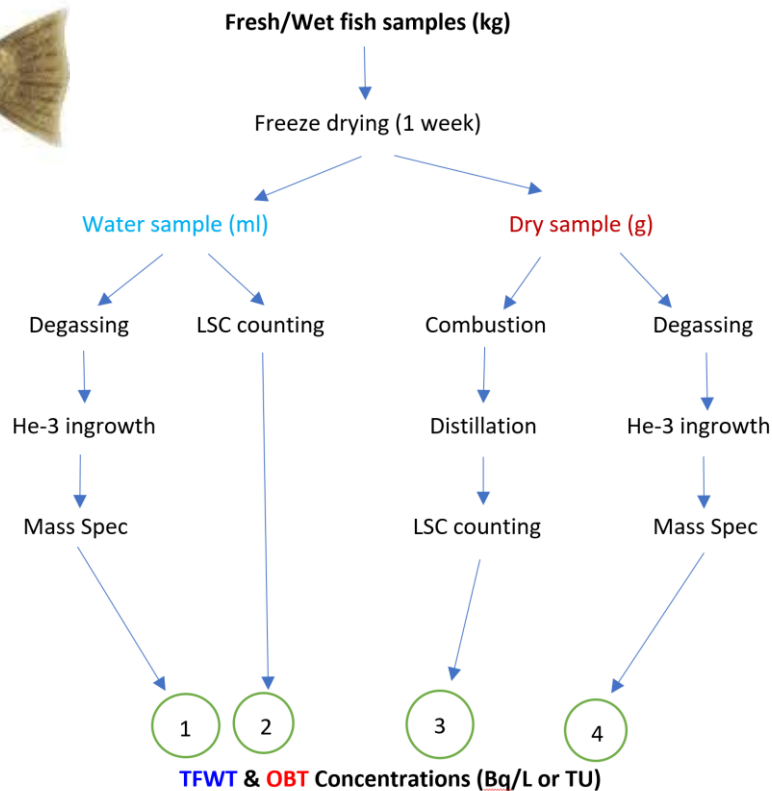 Fresh/Wet fish samples (kg)
Freeze drying (1 week)
Water sample (ml)
Dry sample (g)
Degassing
LSC counting
Combustion
Degassing
He-3 ingrowth
Distillation
He-3 ingrowth
Mass Spec
LSC counting
Mass Spec
1
2
3
4
TFWT & OBT Concentrations (Bq/L or TU)